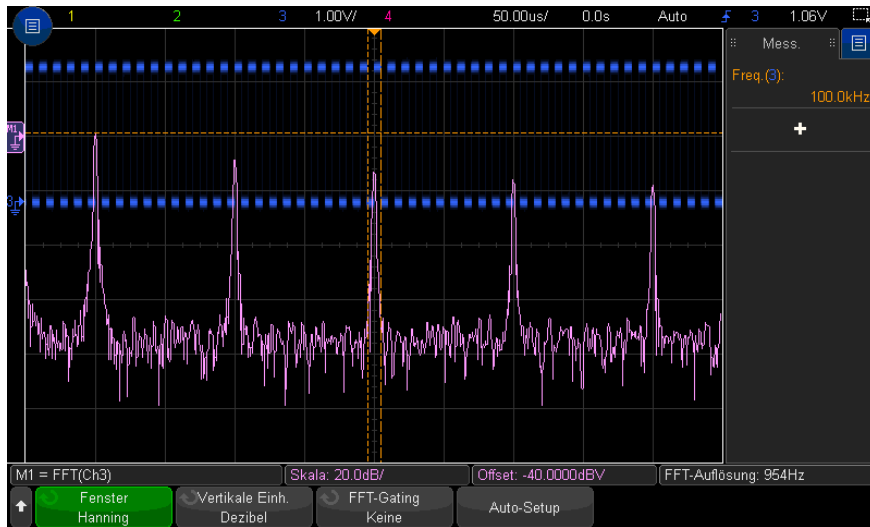 1 2 3 1.00V/ 4 50.00us/ 0.0s Auto 3 1.06V
Mess.
Freq.(3):
100.0kHz
+
M1
3
M1 = FFT(Ch3) Skala: 20.0dB/ Offset: -40.0000dBV FFT-Auflösung: 954Hz
Fenster Vertikale Einh. FFT-Gating Auto-Setup
Hanning Dezibel Keine